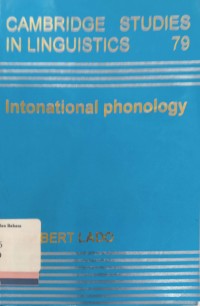 CAMBRIDGE STUDIES
IN LINGUISTICS 79
Intonational phonology
BERT LADD